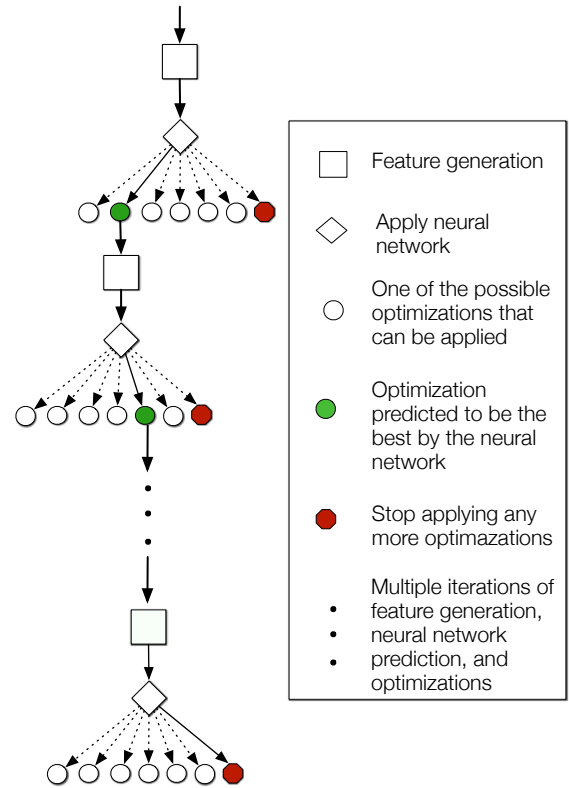 Feature generation
Apply neural
network
One of the possible
optimizations that
can be applied
Optimization
predicted to be the
best by the neural
network
Stop applying any
more optimazations
Multiple iterations of
feature generation,
neural network
prediction, and
optimizations